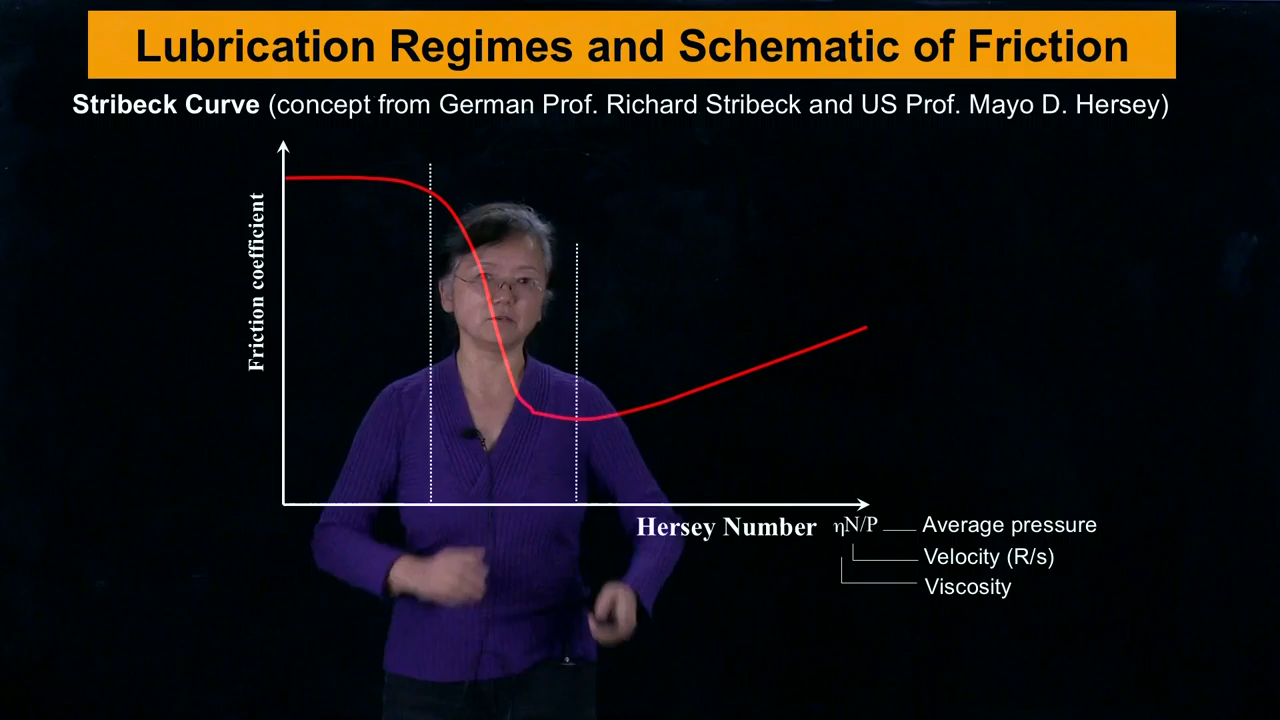 Lubrication Regimes and Schematic of Friction
Stribeck Curve (concept from German Prof. Richard Stribeck and US Prof. Mayo D. Hersey)
Friction coefficient
Hersey Number ηN/P
Average pressure
Velocity (R/s)
Viscosity